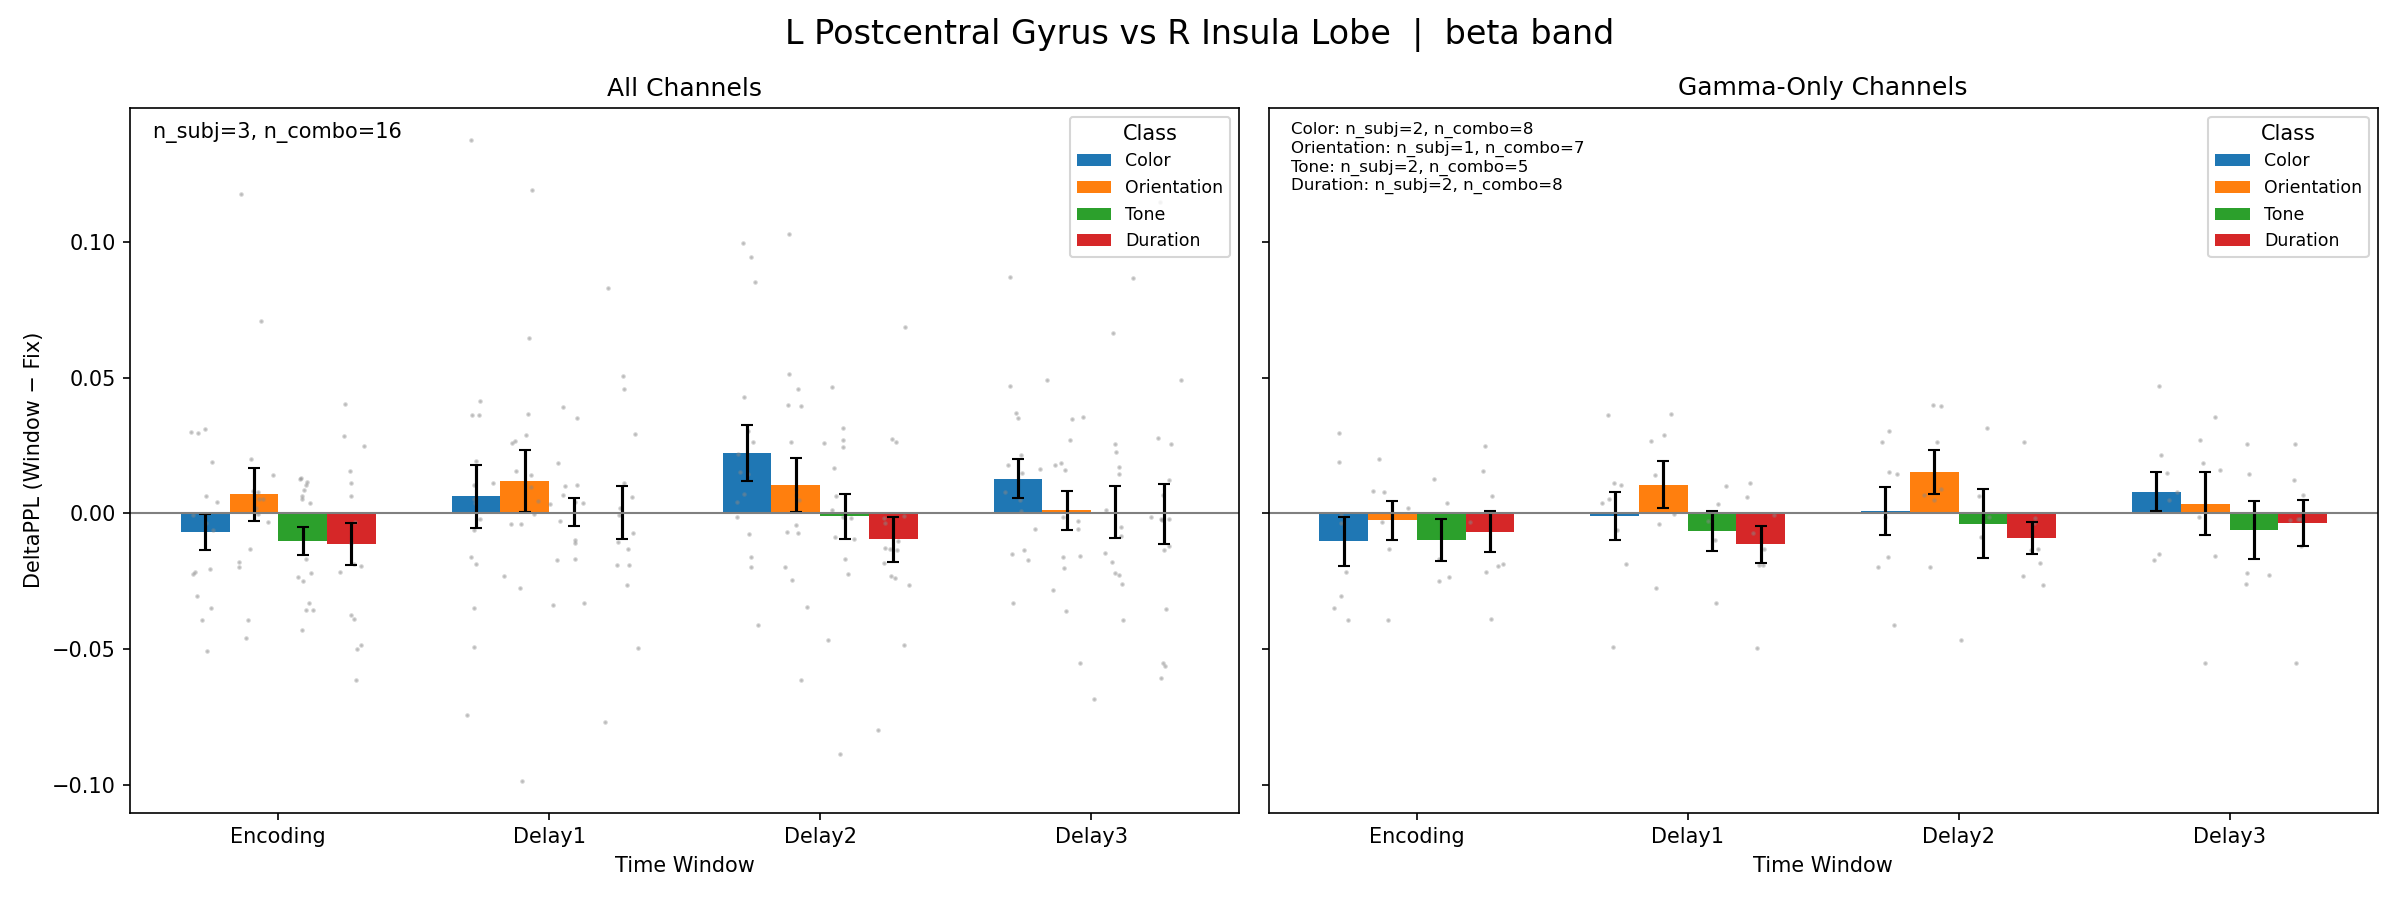 L Postcentral Gyrus vs R Insula Lobe | beta band
All Channels
n_subj=3, n_combo=16
Class
Color
Orientation
Tone
Duration
DeltaPPL (Window − Fix)
0.10
0.05
0.00
−0.05
−0.10
Encoding
Delay1
Delay2
Delay3
Time Window
Gamma-Only Channels
Color: n_subj=2, n_combo=8
Orientation: n_subj=1, n_combo=7
Tone: n_subj=2, n_combo=5
Duration: n_subj=2, n_combo=8
Class
Color
Orientation
Tone
Duration
Encoding
Delay1
Delay2
Delay3
Time Window